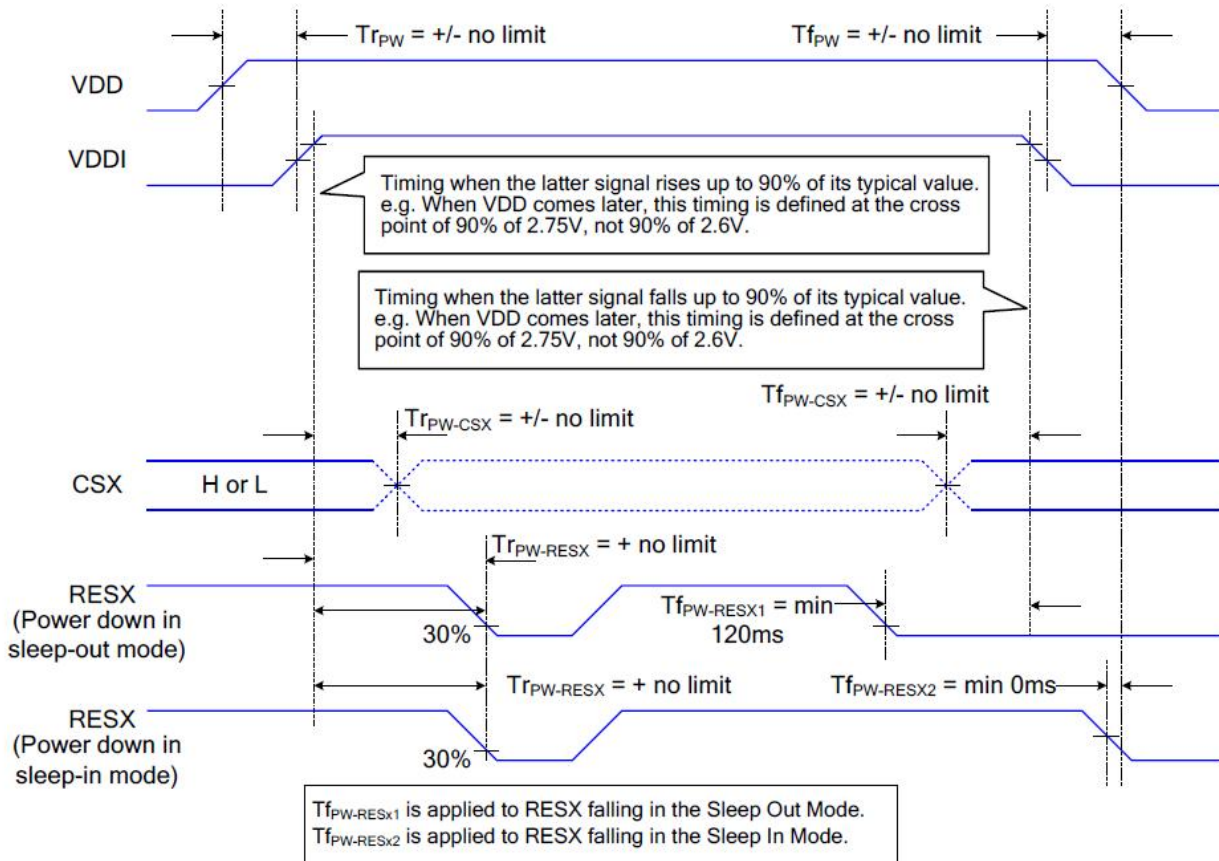 TrPW = +/- no limit
TfPW = +/- no limit
VDD
VDDI
Timing when the latter signal rises up to 90% of its typical value.
e.g. When VDD comes later, this timing is defined at the cross
point of 90% of 2.75V, not 90% of 2.6V.
Timing when the latter signal falls up to 90% of its typical value.
e.g. When VDD comes later, this timing is defined at the cross
point of 90% of 2.75V, not 90% of 2.6V.
TrPW-CSX = +/- no limit
TfPW-CSX = +/- no limit
CSX
H or L
TrPW-RESX = + no limit
RESX
(Power down in
sleep-out mode)
30%
TfPW-RESX1 = min
120ms
TrPW-RESX = + no limit
TfPW-RESX2 = min 0ms
RESX
(Power down in
sleep-in mode)
30%
TfPW-RESx1 is applied to RESX falling in the Sleep Out Mode.
TfPW-RESx2 is applied to RESX falling in the Sleep In Mode.